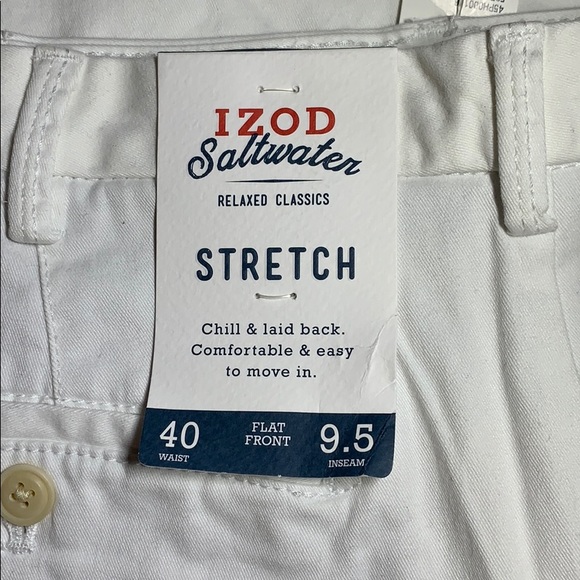 45PH001
IZOD
Saltwater
RELAXED CLASSICS
STRETCH
Chill & laid back.
Comfortable & easy
to move in.
40 FLAT 9.5
WAIST FRONT INSEAM